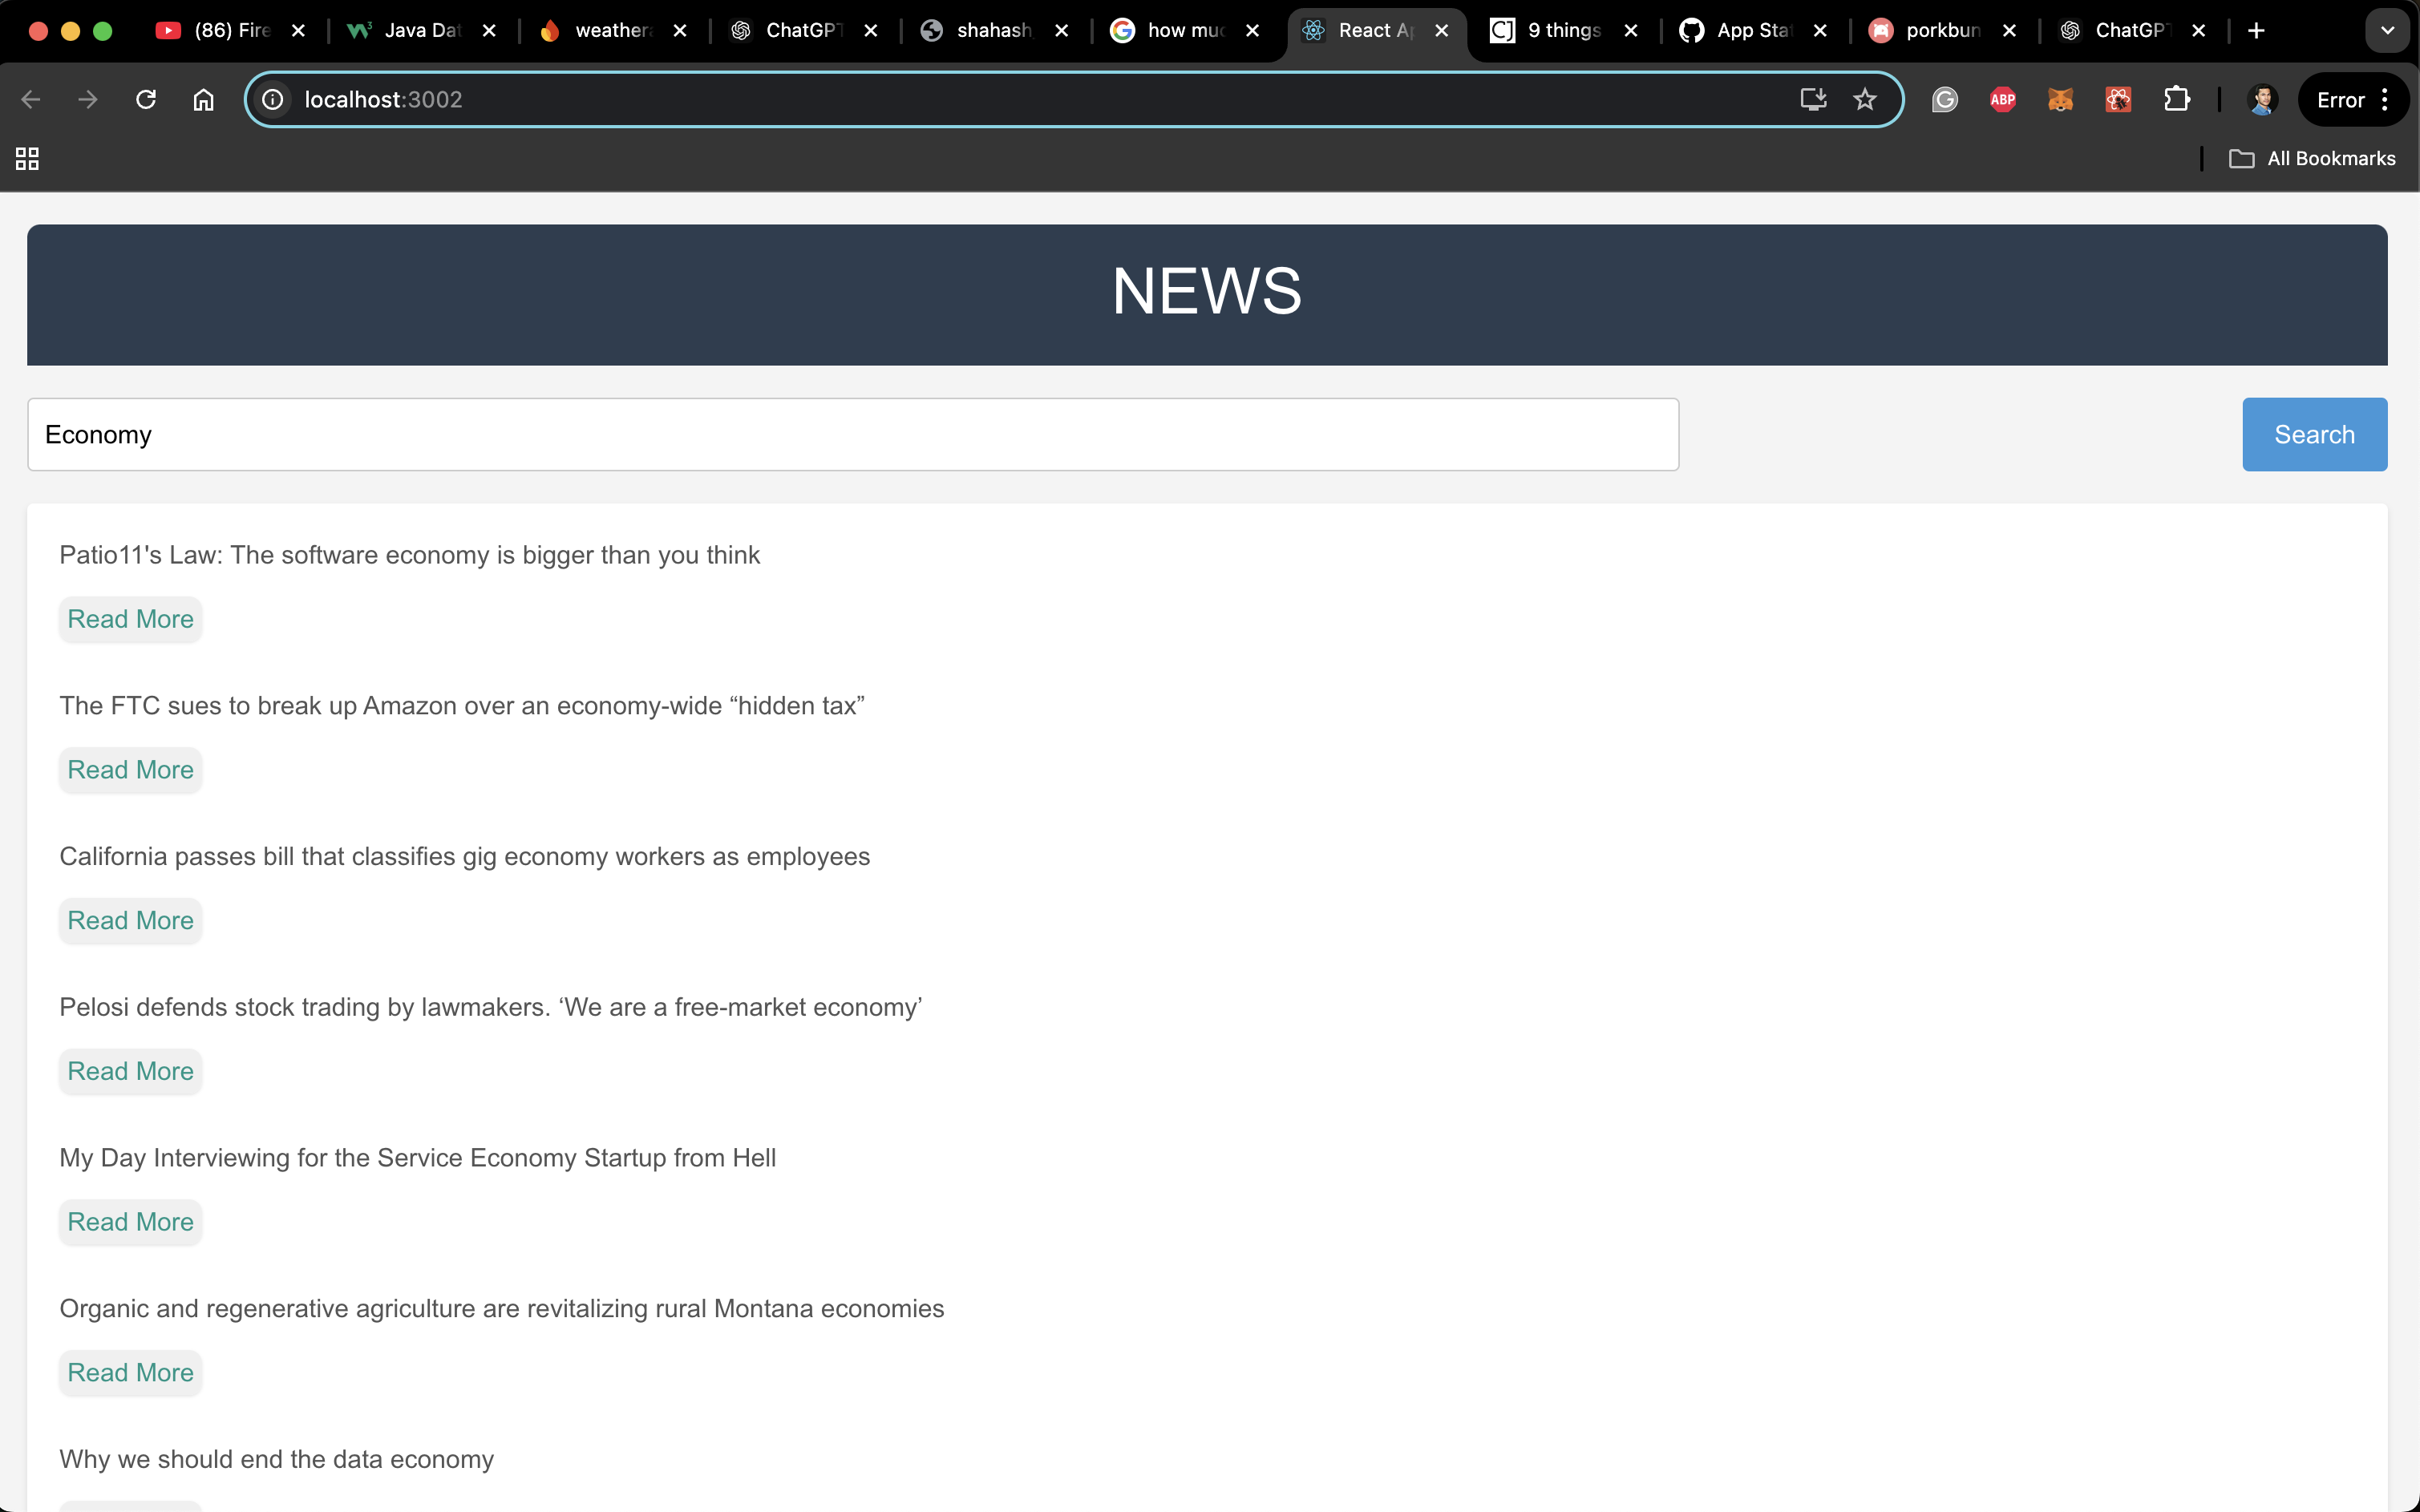 (86) Fire
Java Dat
weather
ChatGPT
shahash
how muc
React Ap
CJ
9 things
App Stat
porkbun
ChatGPT
localhost:3002
ABP
Error
All Bookmarks
NEWS
Economy
Search
Patio11's Law: The software economy is bigger than you think
Read More
The FTC sues to break up Amazon over an economy-wide “hidden tax”
Read More
California passes bill that classifies gig economy workers as employees
Read More
Pelosi defends stock trading by lawmakers. ‘We are a free-market economy’
Read More
My Day Interviewing for the Service Economy Startup from Hell
Read More
Organic and regenerative agriculture are revitalizing rural Montana economies
Read More
Why we should end the data economy